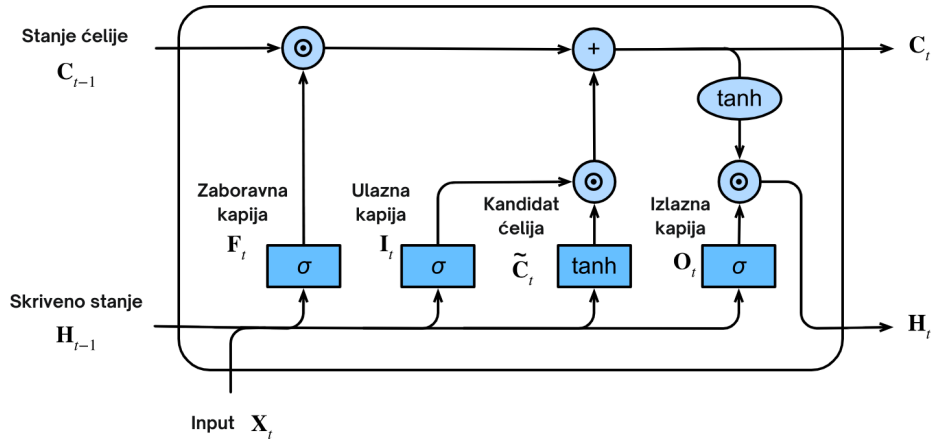 Stanje ćelije
C_{t-1}
+
C_t
tanh
Zaboravna
kapija
F_t
Ulazna
kapija
I_t
Kandidat
ćelija
C̃_t
Izlazna
kapija
O_t
σ
σ
tanh
σ
Skriveno stanje
H_{t-1}
H_t
Input X_t